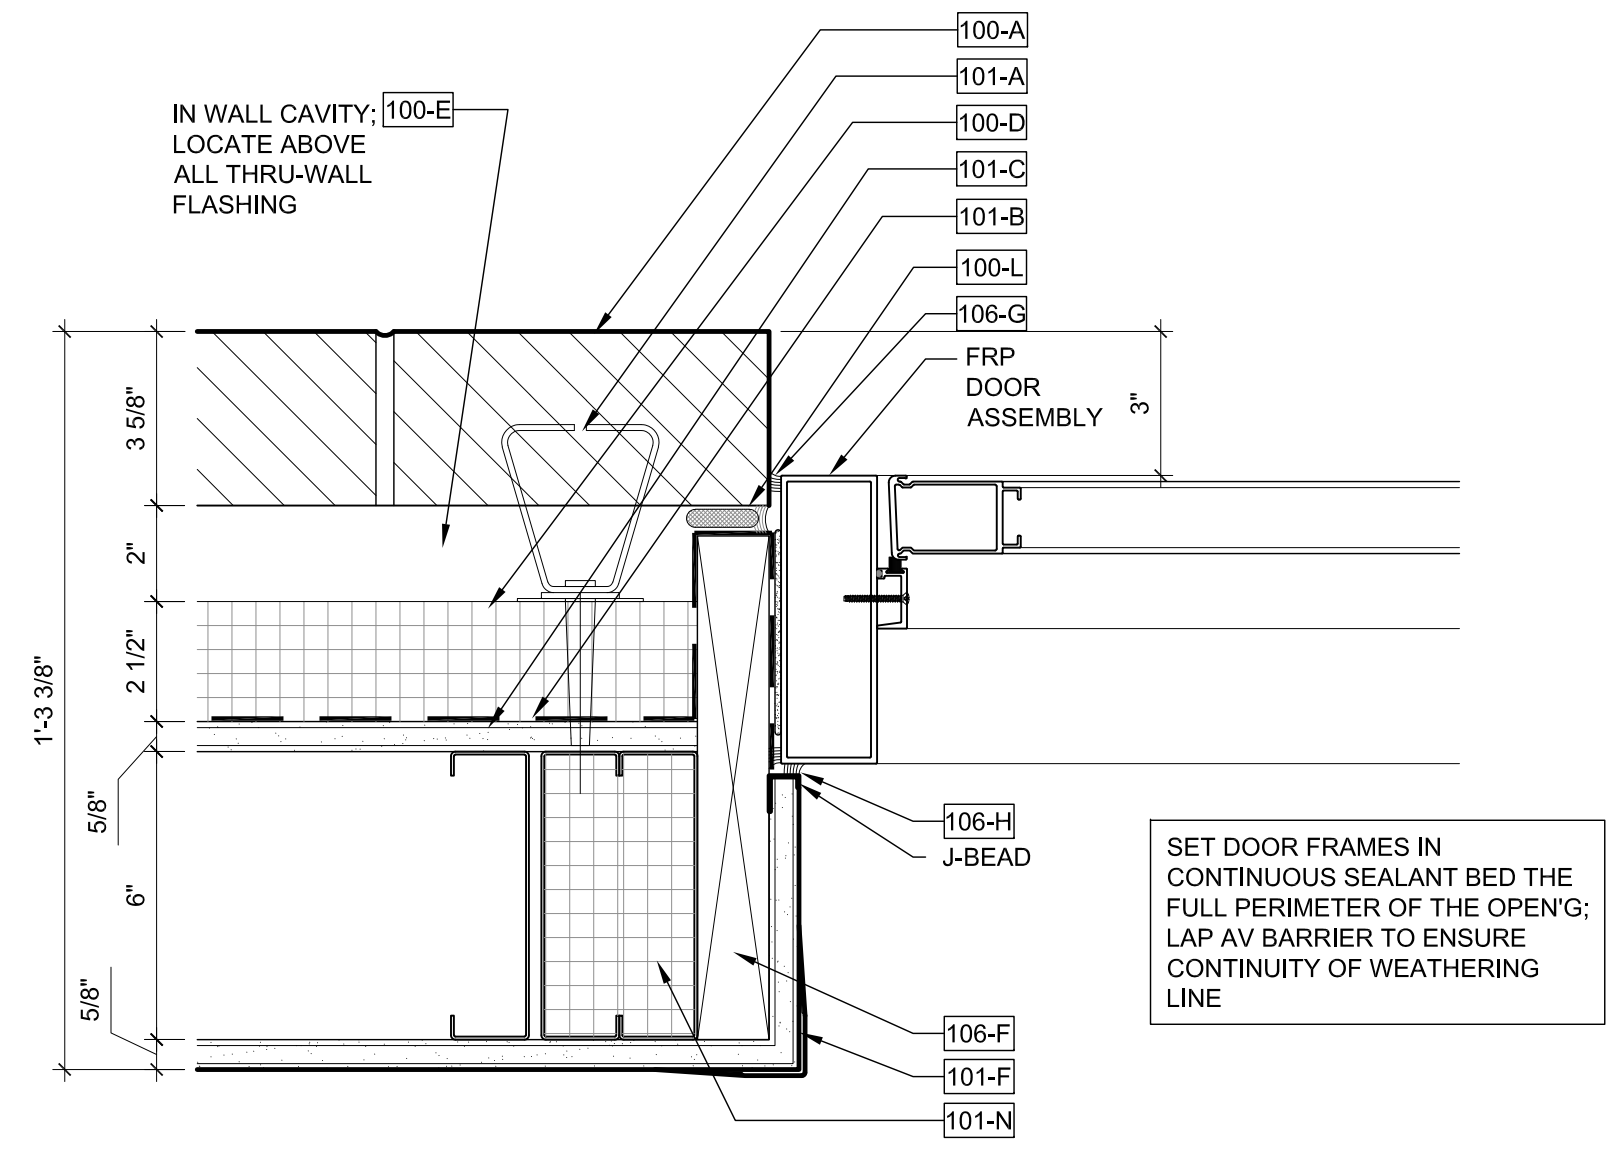 100-A
101-A
IN WALL CAVITY; 100-E
LOCATE ABOVE
ALL THRU-WALL
FLASHING
100-D
101-C
101-B
100-L
106-G
FRP
DOOR
ASSEMBLY
3"
3 5/8"
2"
2 1/2"
1'-3 3/8"
5/8"
6"
5/8"
106-H
J-BEAD
SET DOOR FRAMES IN
CONTINUOUS SEALANT BED THE
FULL PERIMETER OF THE OPEN'G;
LAP AV BARRIER TO ENSURE
CONTINUITY OF WEATHERING
LINE
106-F
101-F
101-N